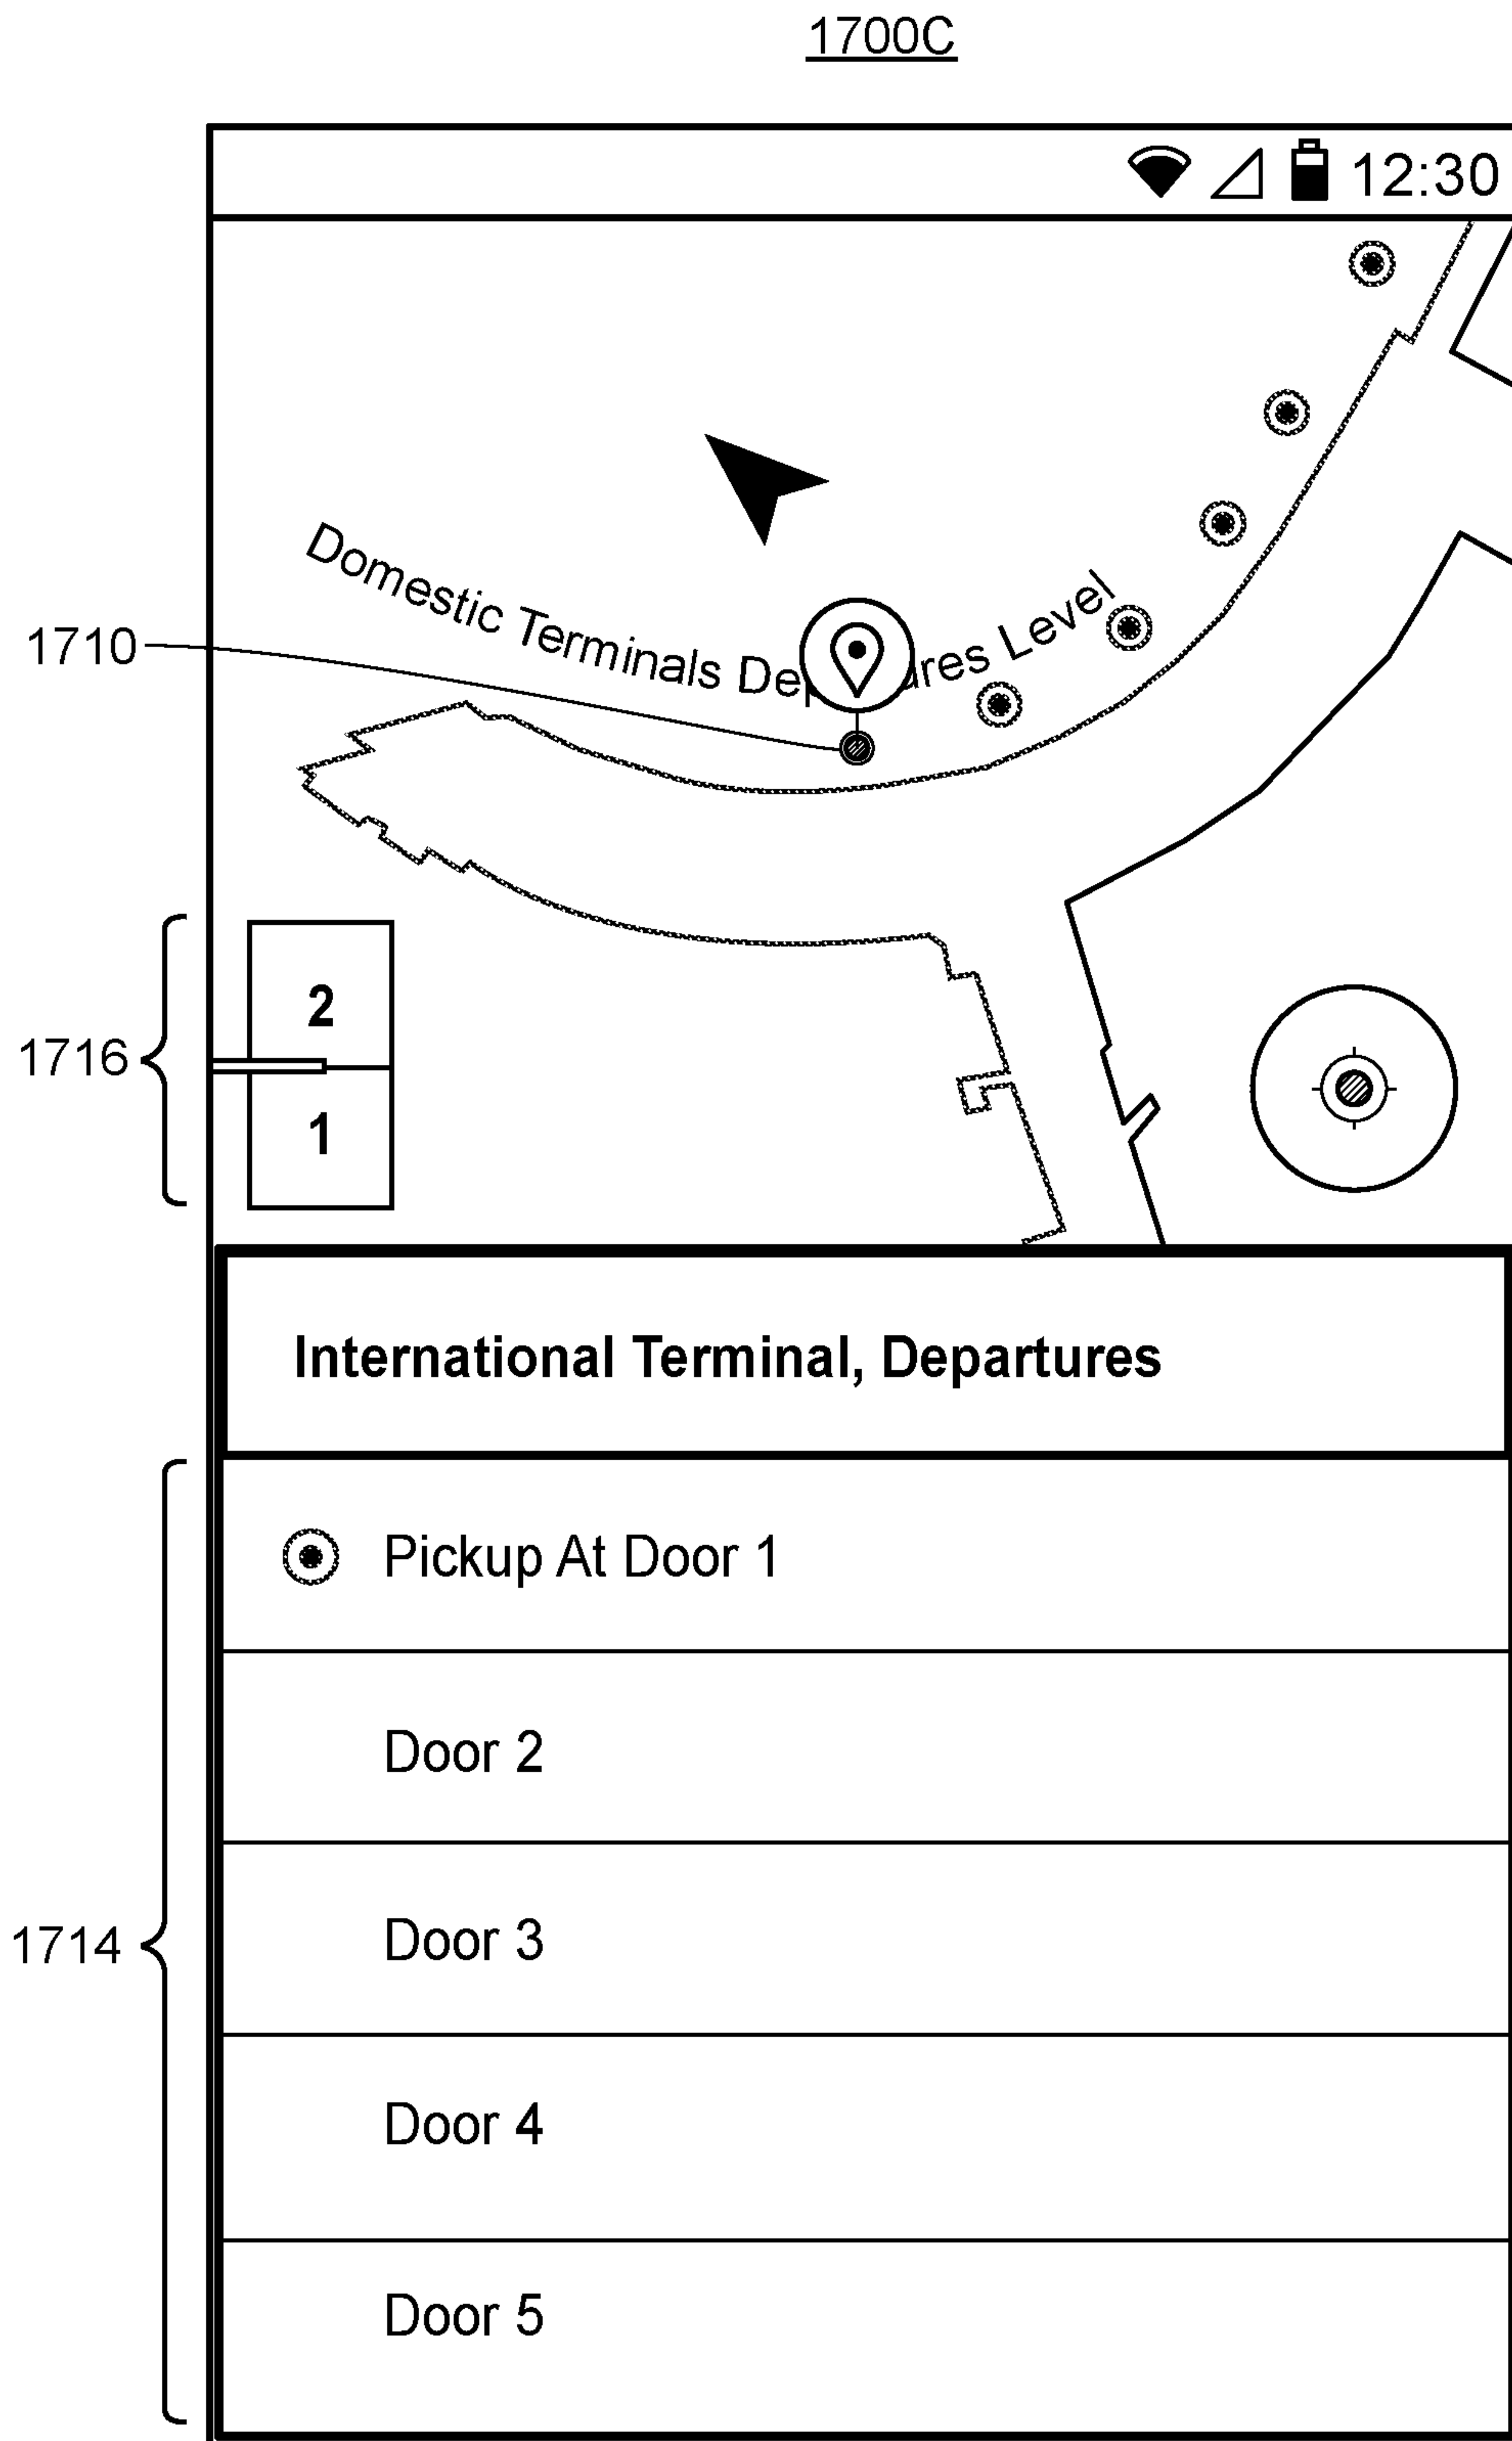 1700C
12:30
Domestic Terminals Dep ures Level
1710
1716
2
1
International Terminal, Departures
1714
Pickup At Door 1
Door 2
Door 3
Door 4
Door 5